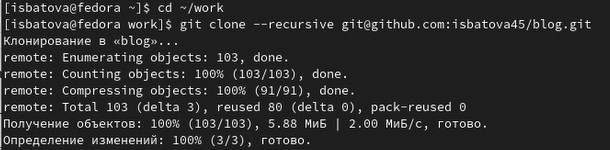 [isbatova@fedora ~]$ cd ~/work
[isbatova@fedora work]$ git clone --recursive git@github.com:isbatova45/blog.git
Клонирование в «blog»...
remote: Enumerating objects: 103, done.
remote: Counting objects: 100% (103/103), done.
remote: Compressing objects: 100% (91/91), done.
remote: Total 103 (delta 3), reused 80 (delta 0), pack-reused 0
Получение объектов: 100% (103/103), 5.88 МиБ | 2.00 МиБ/с, готово.
Определение изменений: 100% (3/3), готово.